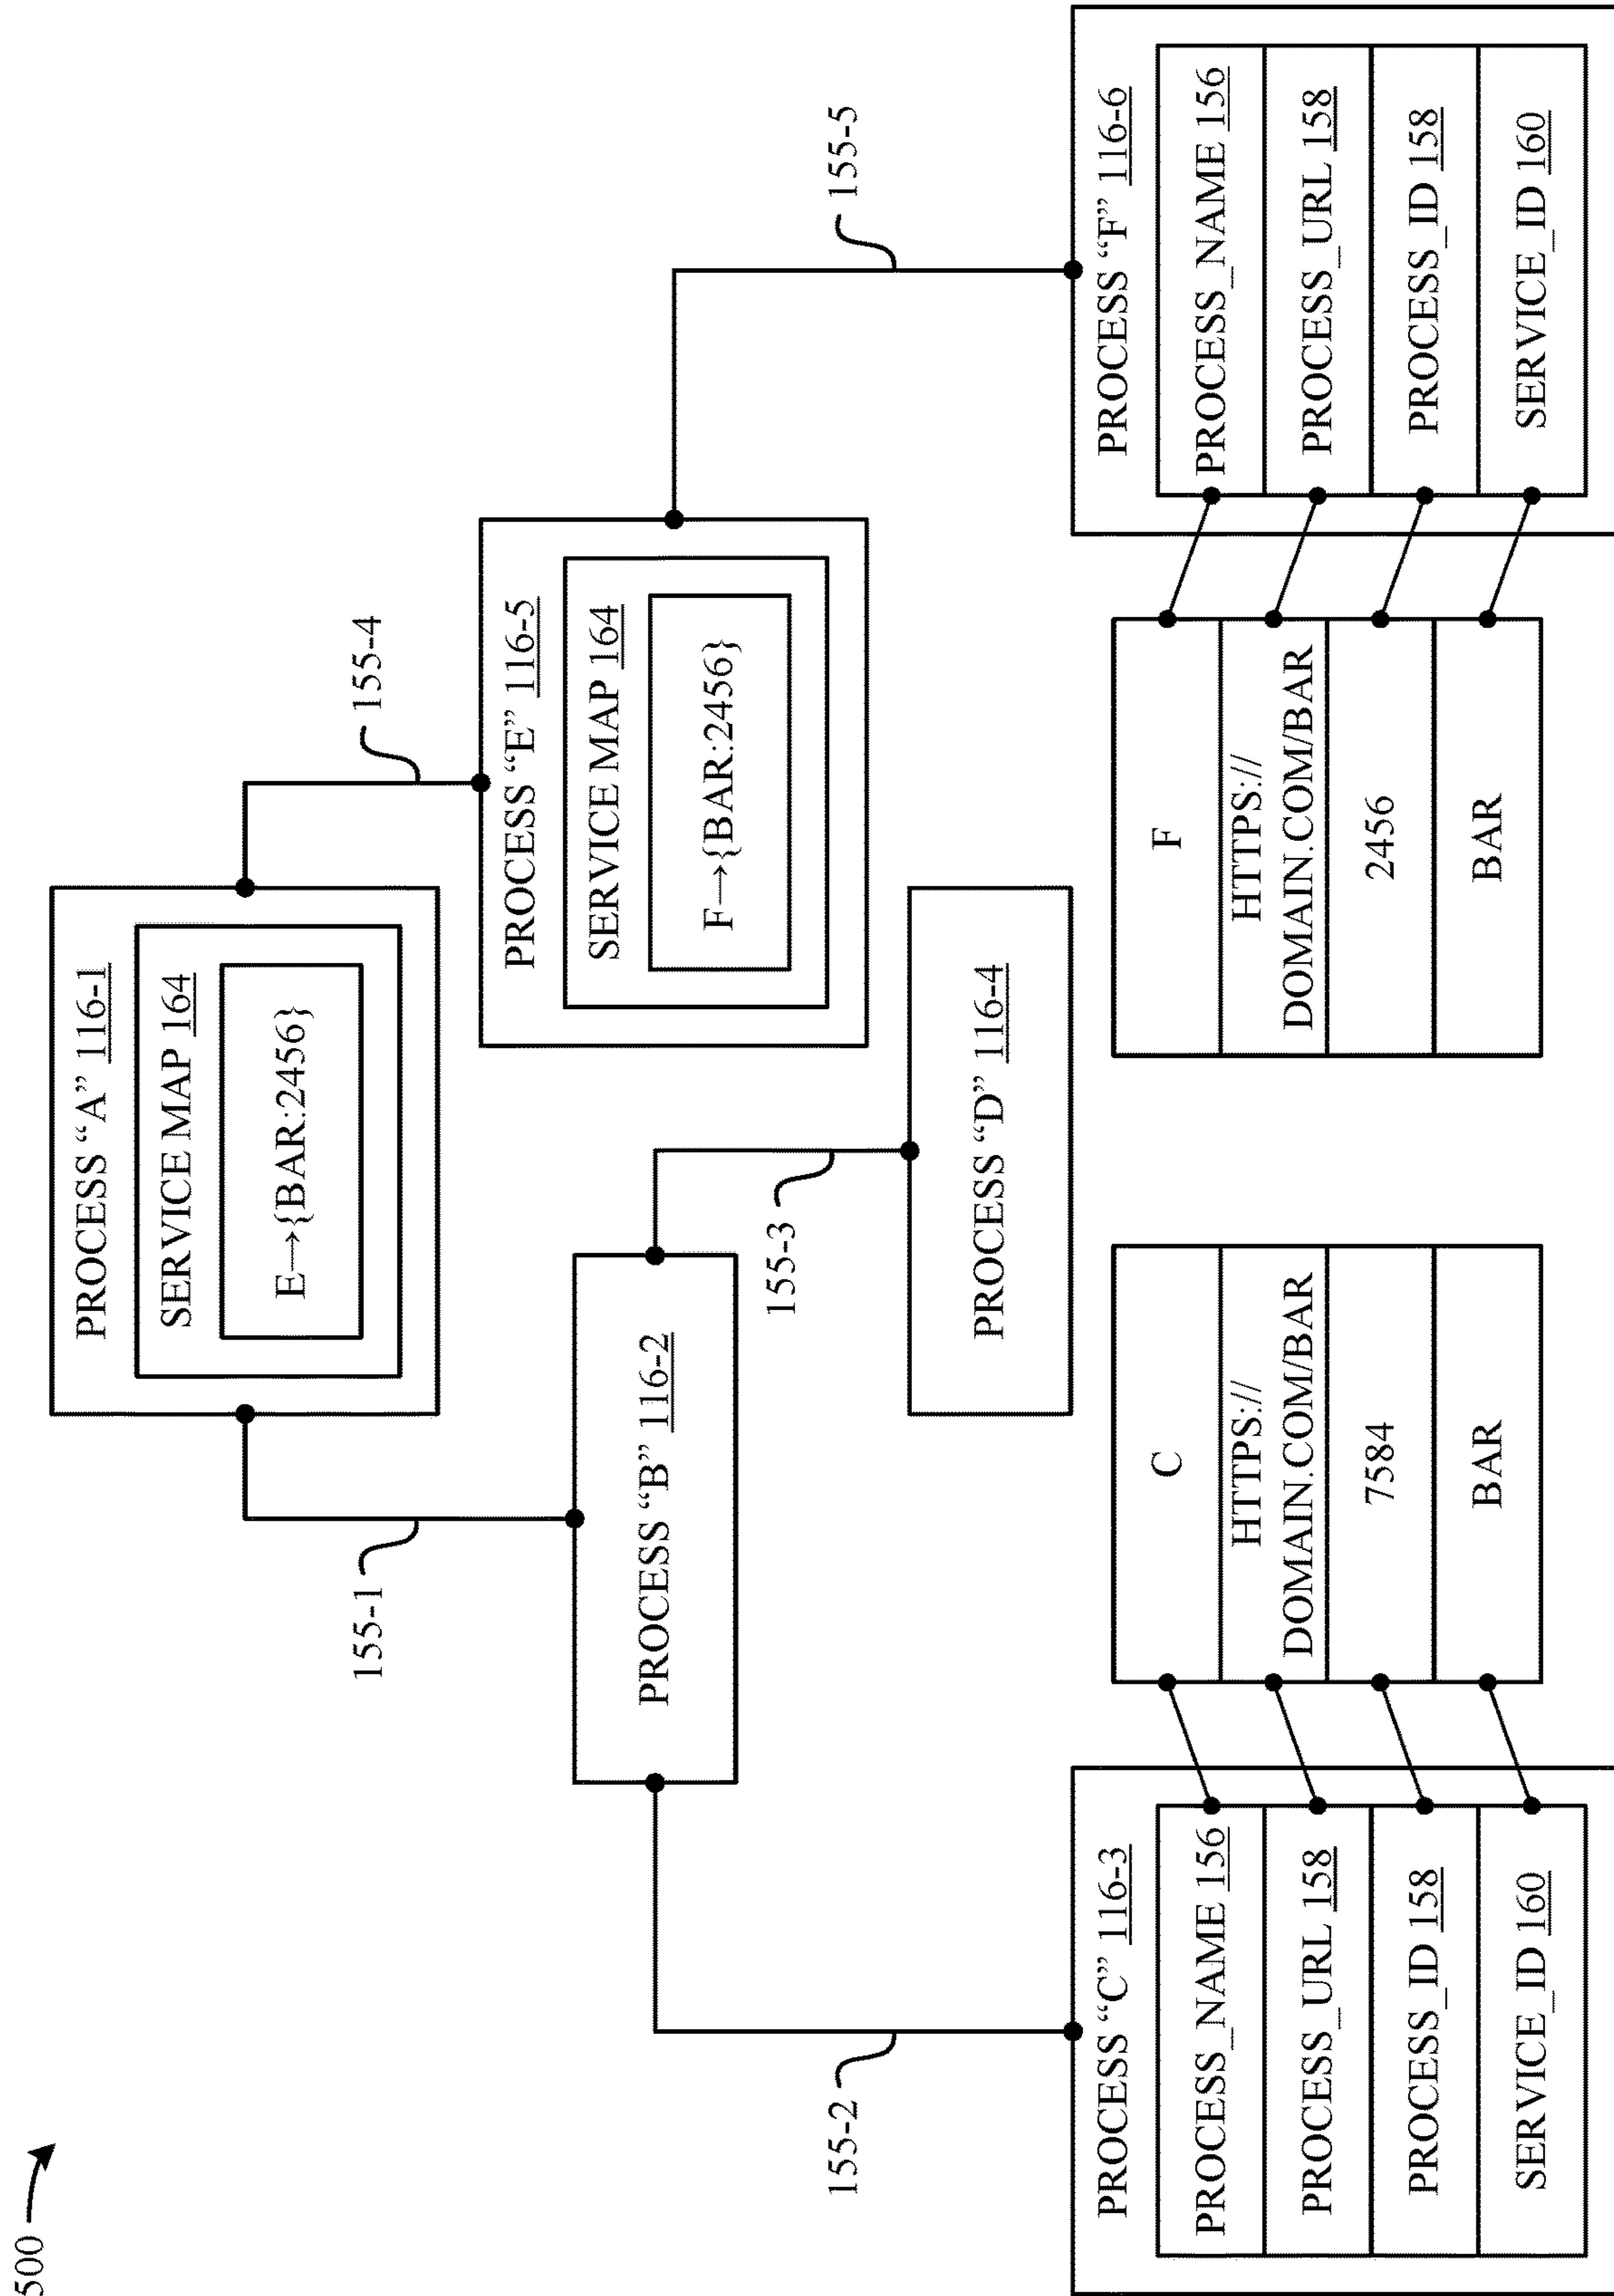 500
PROCESS “A” 116-1
SERVICE MAP 164
E→{BAR:2456}
155-1
155-4
PROCESS “B” 116-2
PROCESS “E” 116-5
SERVICE MAP 164
F→{BAR:2456}
155-2
155-3
155-5
PROCESS “D” 116-4
PROCESS “C” 116-3
PROCESS_NAME 156
PROCESS_URL 158
PROCESS_ID 158
SERVICE_ID 160
C
HTTPS://
DOMAIN.COM/BAR
7584
BAR
F
HTTPS://
DOMAIN.COM/BAR
2456
BAR
PROCESS “F” 116-6
PROCESS_NAME 156
PROCESS_URL 158
PROCESS_ID 158
SERVICE_ID 160